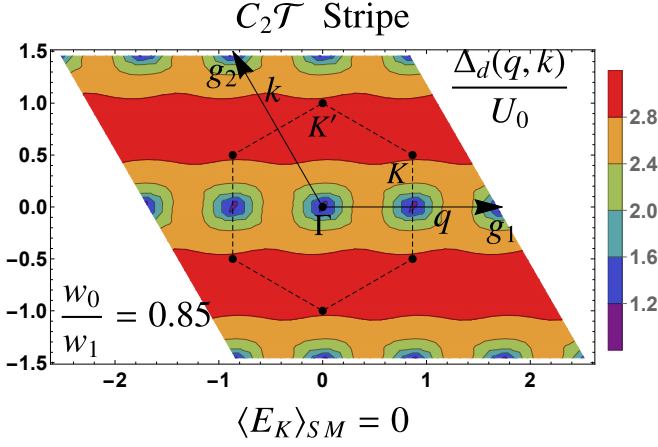 C₂𝒯 Stripe
Δ_d(q, k)
U₀
1.5
1.0
0.5
0.0
−0.5
−1.0
−1.5
g₂
k
K′
K
Γ
q
g₁
w₀
w₁
= 0.85
−2
−1
0
1
2
2.8
2.4
2.0
1.6
1.2
⟨E_K⟩_SM = 0